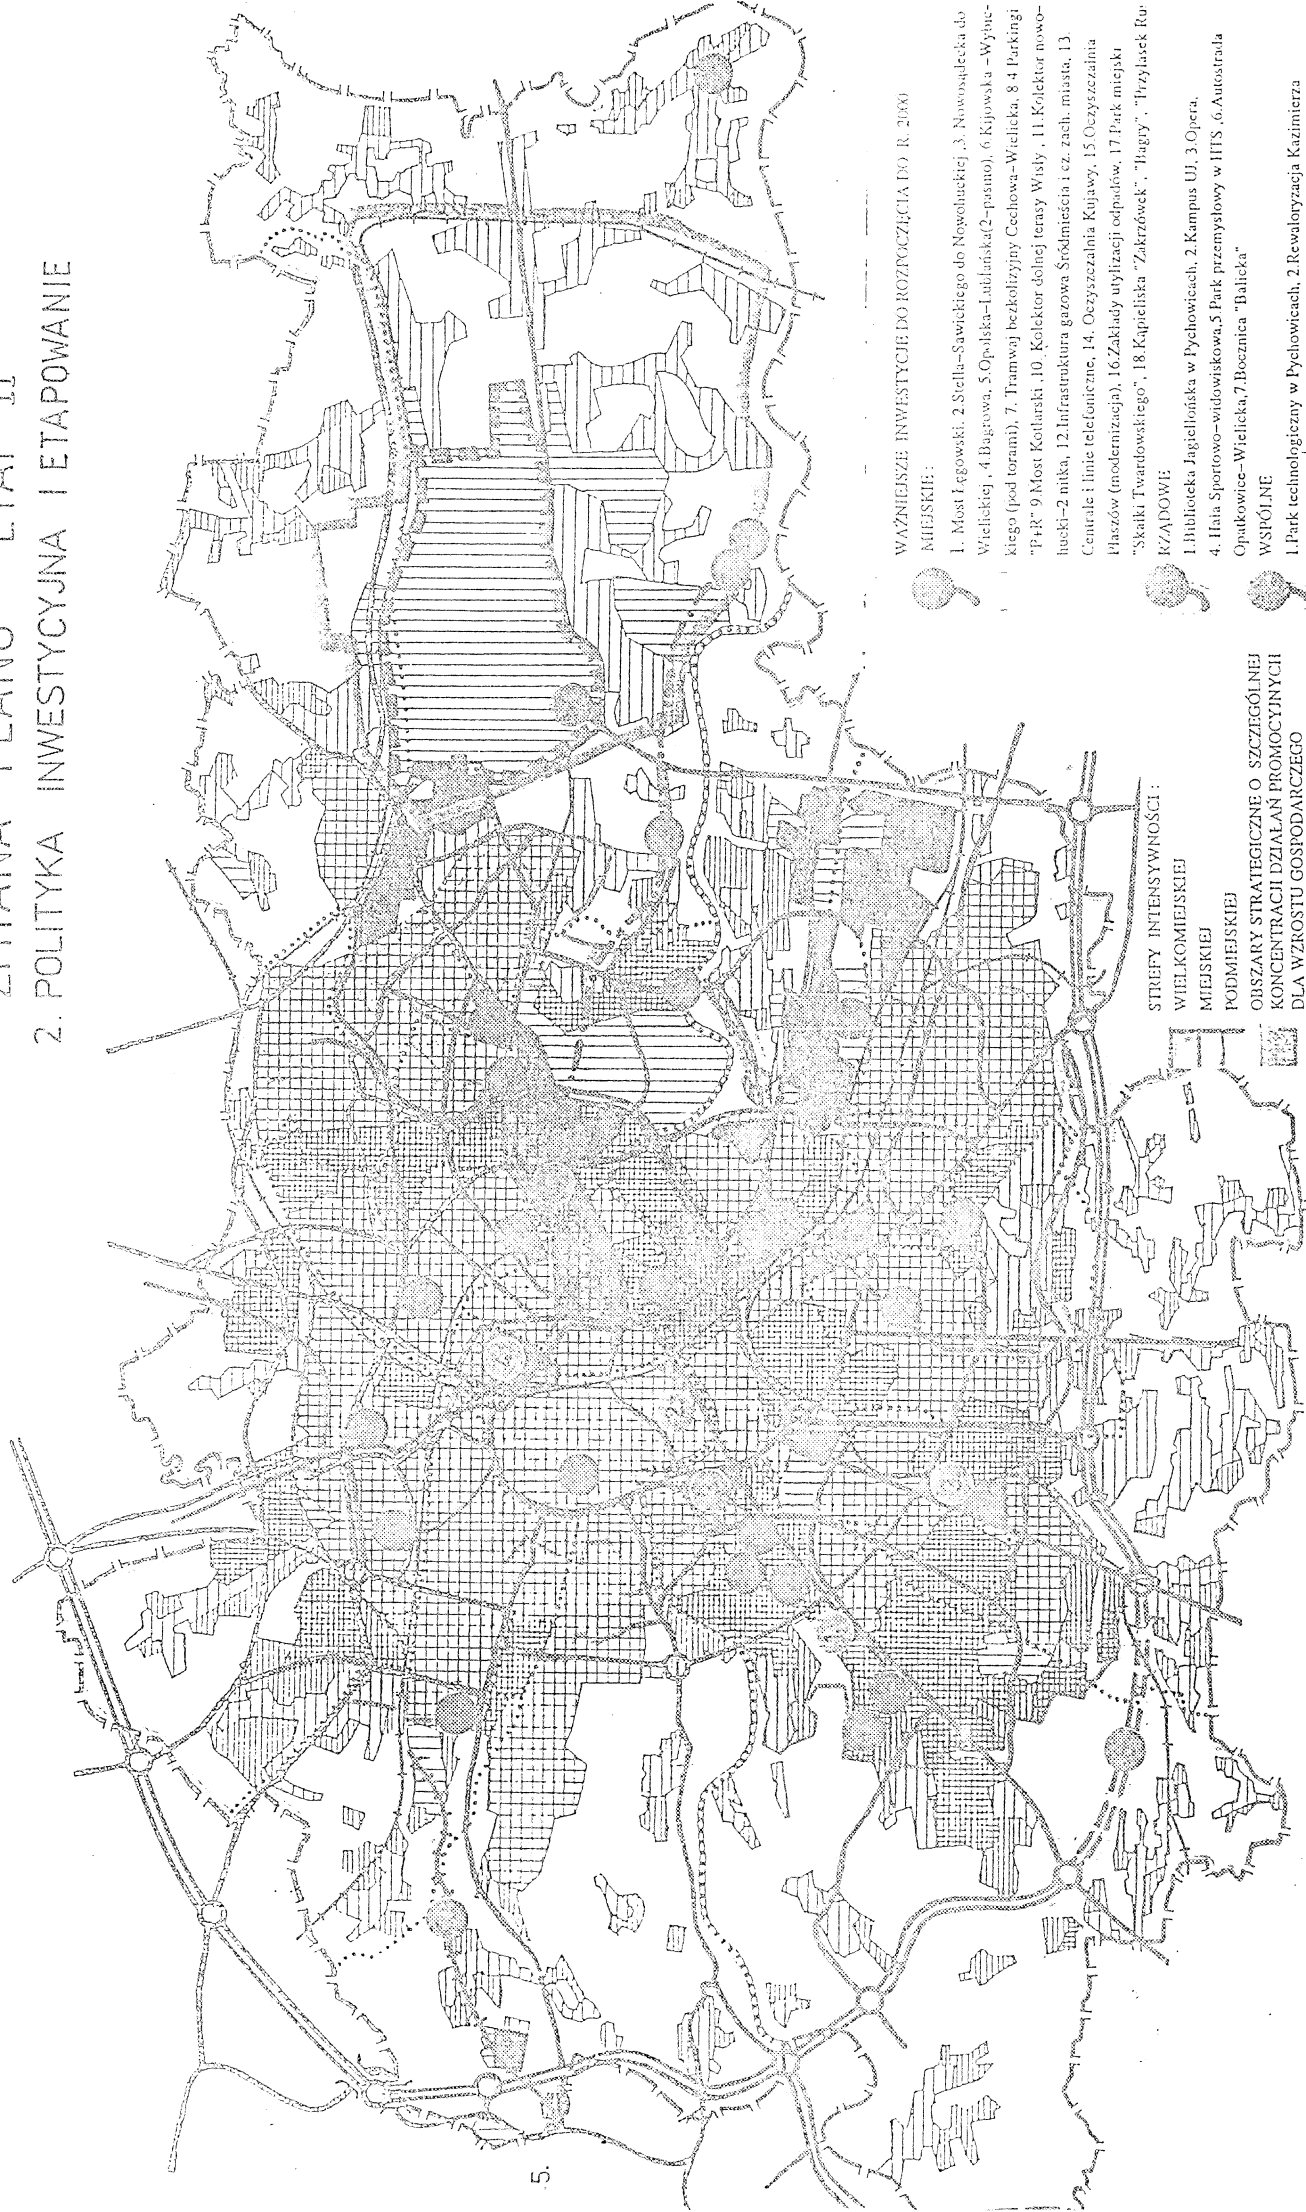 2. POLITYKA INWESTYCYJNA I ETAPOWANIE
WAŻNIEJSZE INWESTYCJE DO ROZPOCZĘCIA DO R. 2000
MIEJSKIE :
1. Most Łęgowski, 2.Stella-Sawickiego do Nowohuckiej ,3. Nowosądecka do
Wielickiej , 4.Bagrowa, 5.Opolska-Lublańska(2-pasmo), 6.Kijowska -Wybic-
kiego (pod torami), 7. Tramwaj bezkolizyjny Cechowa-Wielicka, 8 4 Parkingi
"P+R" 9.Most Kotlarski ,10. Kolektor dolnej terasy Wisły , 11.Kolektor nowo-
hucki-2 nitka, 12.Infrastruktura gazowa Śródmieścia i cz. zach. miasta, 13.
Centrale i linie telefoniczne, 14. Oczyszczalnia Kujawy, 15.Oczyszczalnia
Płaszów (modernizacja), 16.Zakłady utylizacji odpadów, 17.Park miejski
"Skałki Twardowskiego", 18.Kąpieliska "Zakrzówek", "Bagry", "Przylasek Ru
RZĄDOWE
1.Biblioteka Jagiellońska w Pychowicach, 2.Kampus UJ, 3.Opera,
4. Hala Sportowo-widowiskowa,5.Park przemysłowy w HTS ,6.Autostrada
Opatkowice-Wielicka,7.Bocznica "Balicka"
WSPÓLNE
1.Park technologiczny w Pychowicach, 2.Rewaloryzacja Kazimierza
STREFY INTENSYWNOŚCI :
WIELKOMIEJSKIEJ
MIEJSKIEJ
PODMIEJSKIEJ
OBSZARY STRATEGICZNE O SZCZEGÓLNEJ
KONCENTRACJI DZIAŁAŃ PROMOCYJNYCH
DLA WZROSTU GOSPODARCZEGO
5.